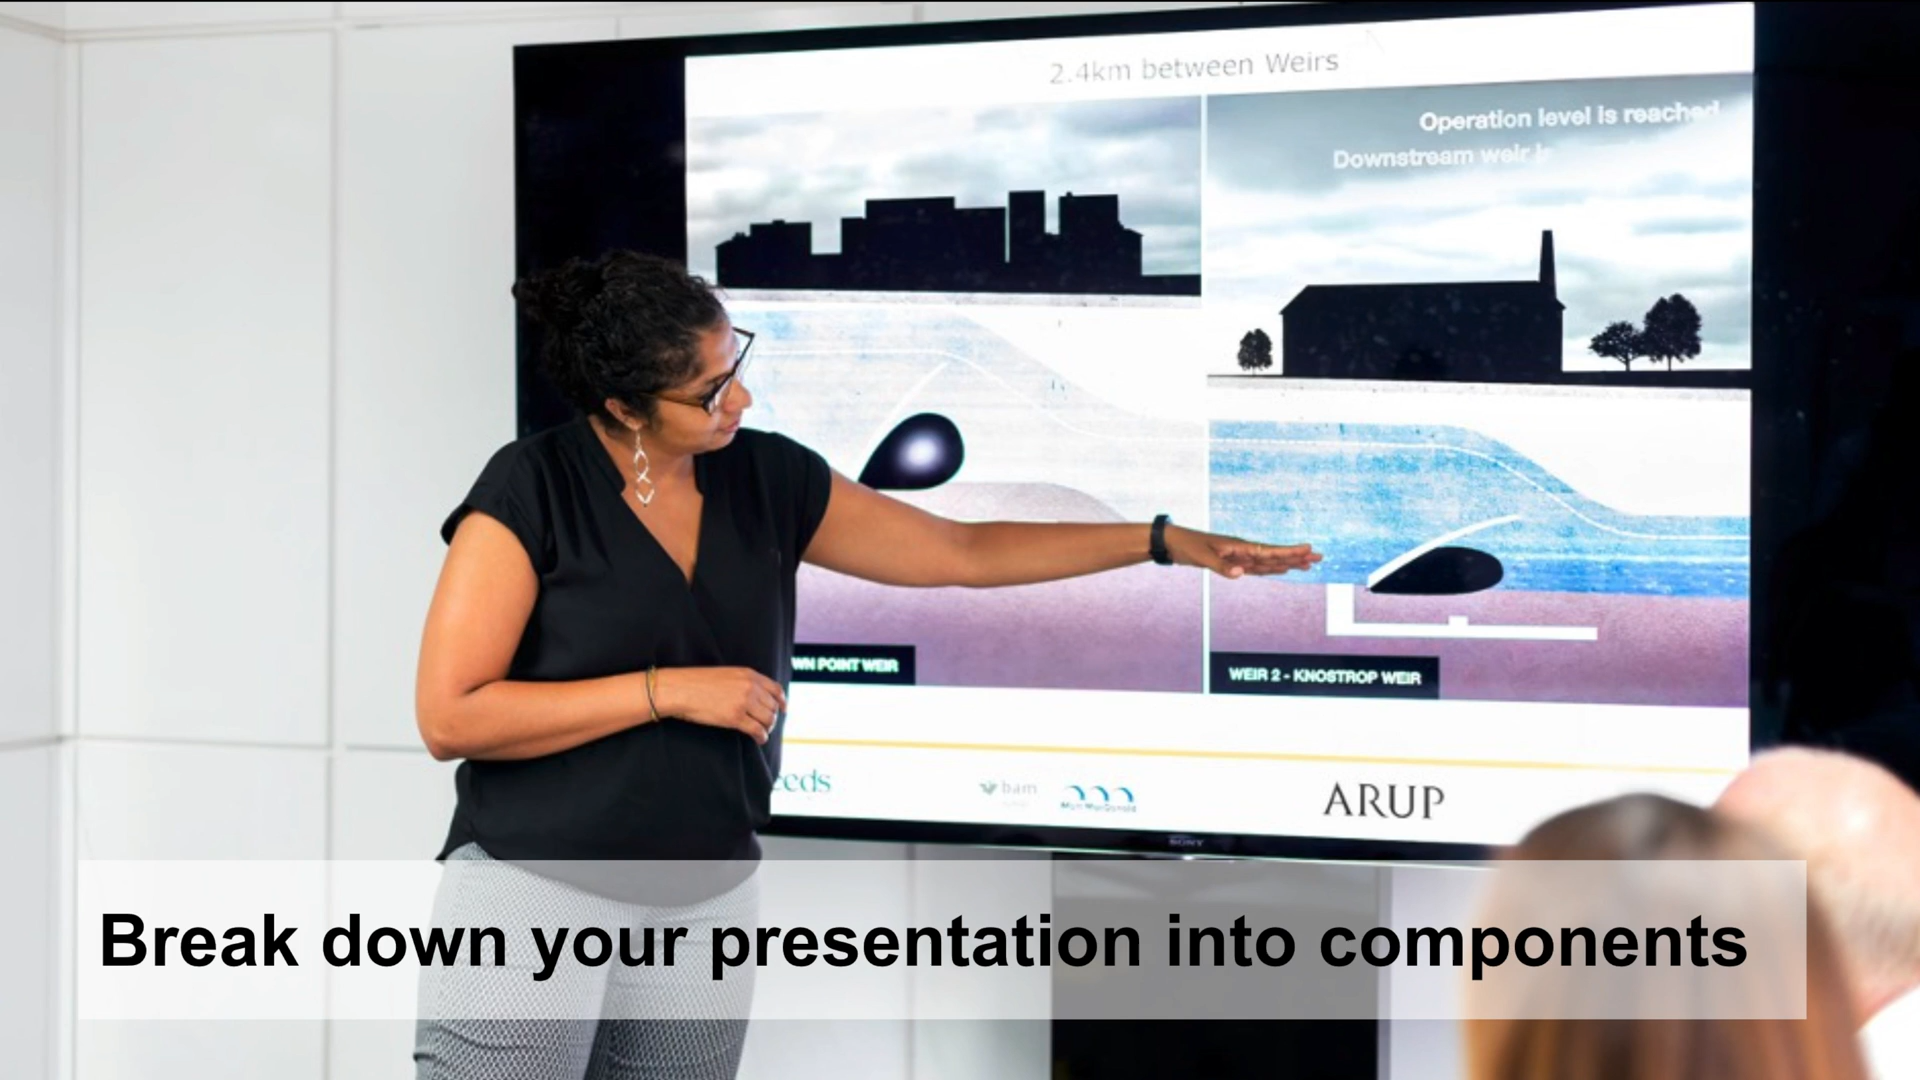 2.4km between Weirs
Operation level is reached
Downstream weir
WN POINT WEIR
WEIR 2 - KNOSTROP WEIR
eeds
bam
Mott MacDonald
ARUP
SONY
Break down your presentation into components